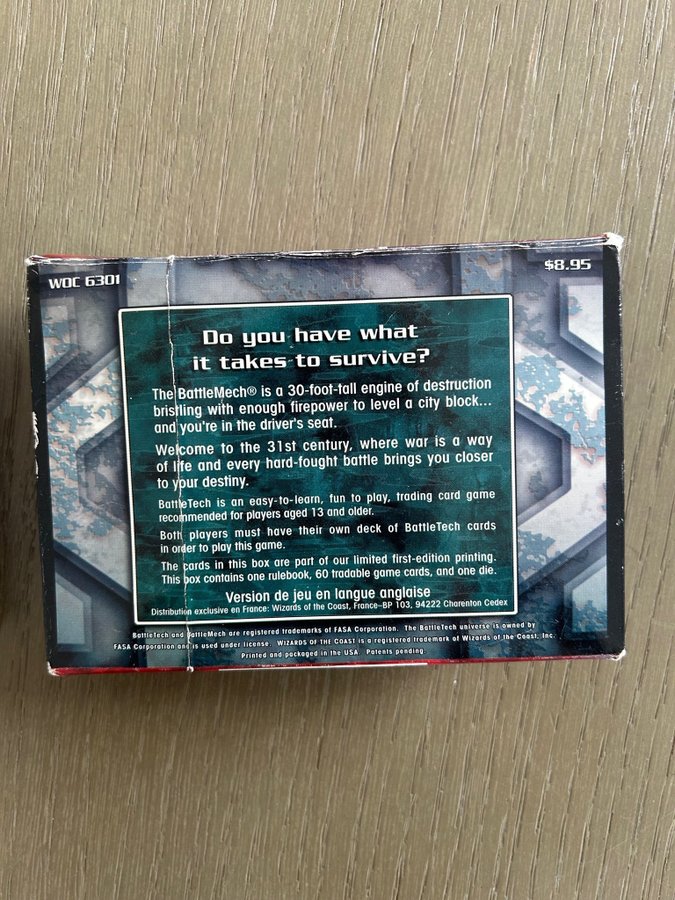 WOC 6301
$8.95
Do you have what
it takes to survive?
The BattleMech® is a 30-foot-tall engine of destruction
bristling with enough firepower to level a city block...
and you're in the driver's seat.
Welcome to the 31st century, where war is a way
of life and every hard-fought battle brings you closer
to your destiny.
BattleTech is an easy-to-learn, fun to play, trading card game
recommended for players aged 13 and older.
Both players must have their own deck of BattleTech cards
in order to play this game.
The cards in this box are part of our limited first-edition printing.
This box contains one rulebook, 60 tradable game cards, and one die.
Version de jeu en langue anglaise
Distribution exclusive en France: Wizards of the Coast, France-BP 103, 94222 Charenton Cedex
BattleTech and BattleMech are registered trademarks of FASA Corporation. The BattleTech universe is owned by
FASA Corporation and is used under license. WIZARDS OF THE COAST is a registered trademark of Wizards of the Coast, Inc.
Printed and packaged in the USA. Patents pending.